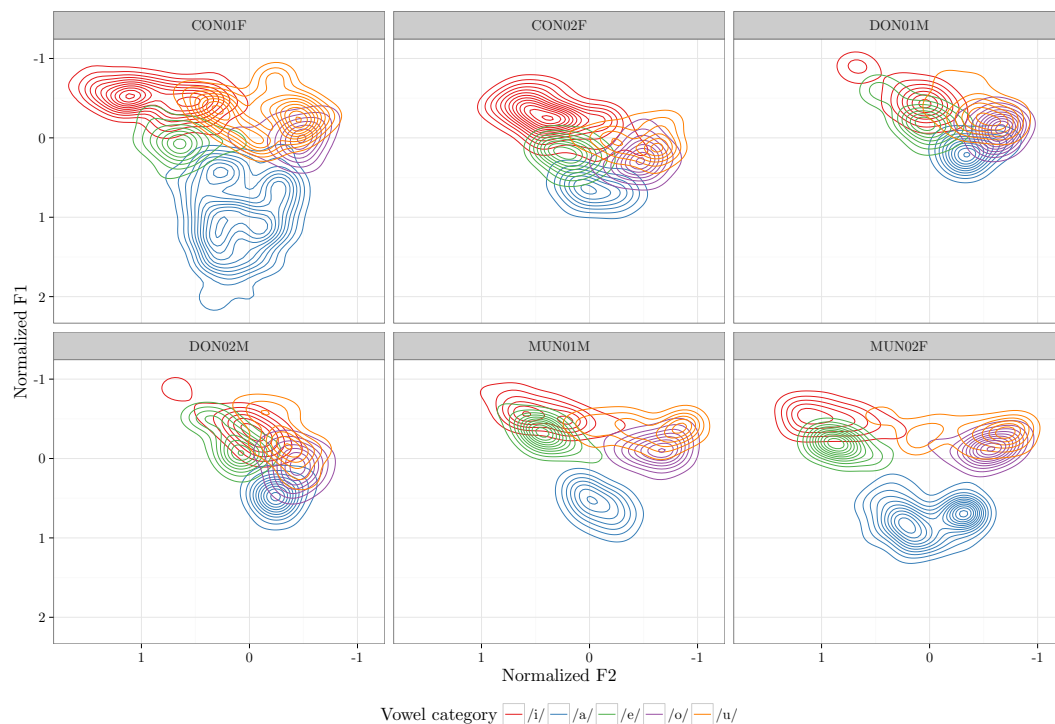 CON01F CON02F DON01M
-1
0
1
2
Normalized F1
DON02M MUN01M MUN02F
-1
0
1
2
1 0 -1 1 0 -1 1 0 -1
Normalized F2
Vowel category /i/ /a/ /e/ /o/ /u/